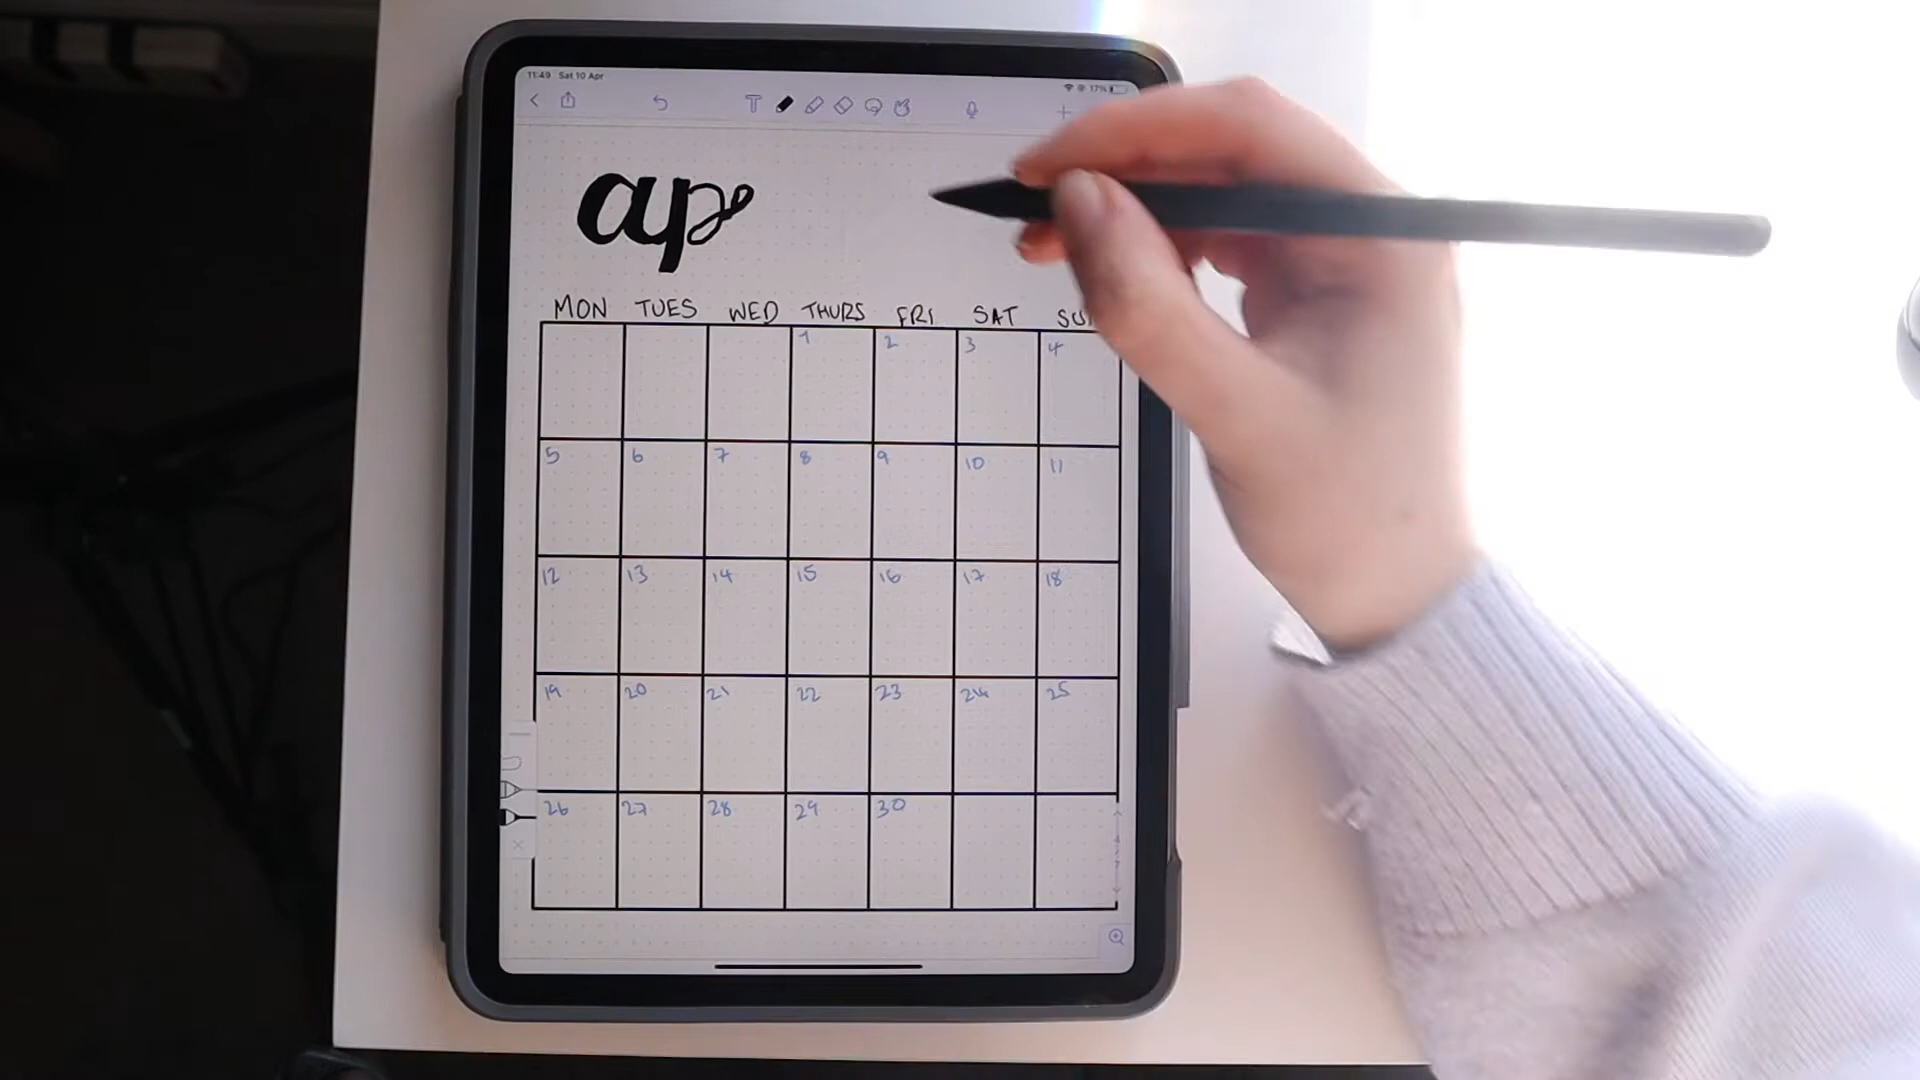 11:49 Sat 10 Apr 17%
ap
MON TUES WED THURS FRI SAT SUN
1 2 3 4
5 6 7 8 9 10 11
12 13 14 15 16 17 18
19 20 21 22 23 24 25
26 27 28 29 30